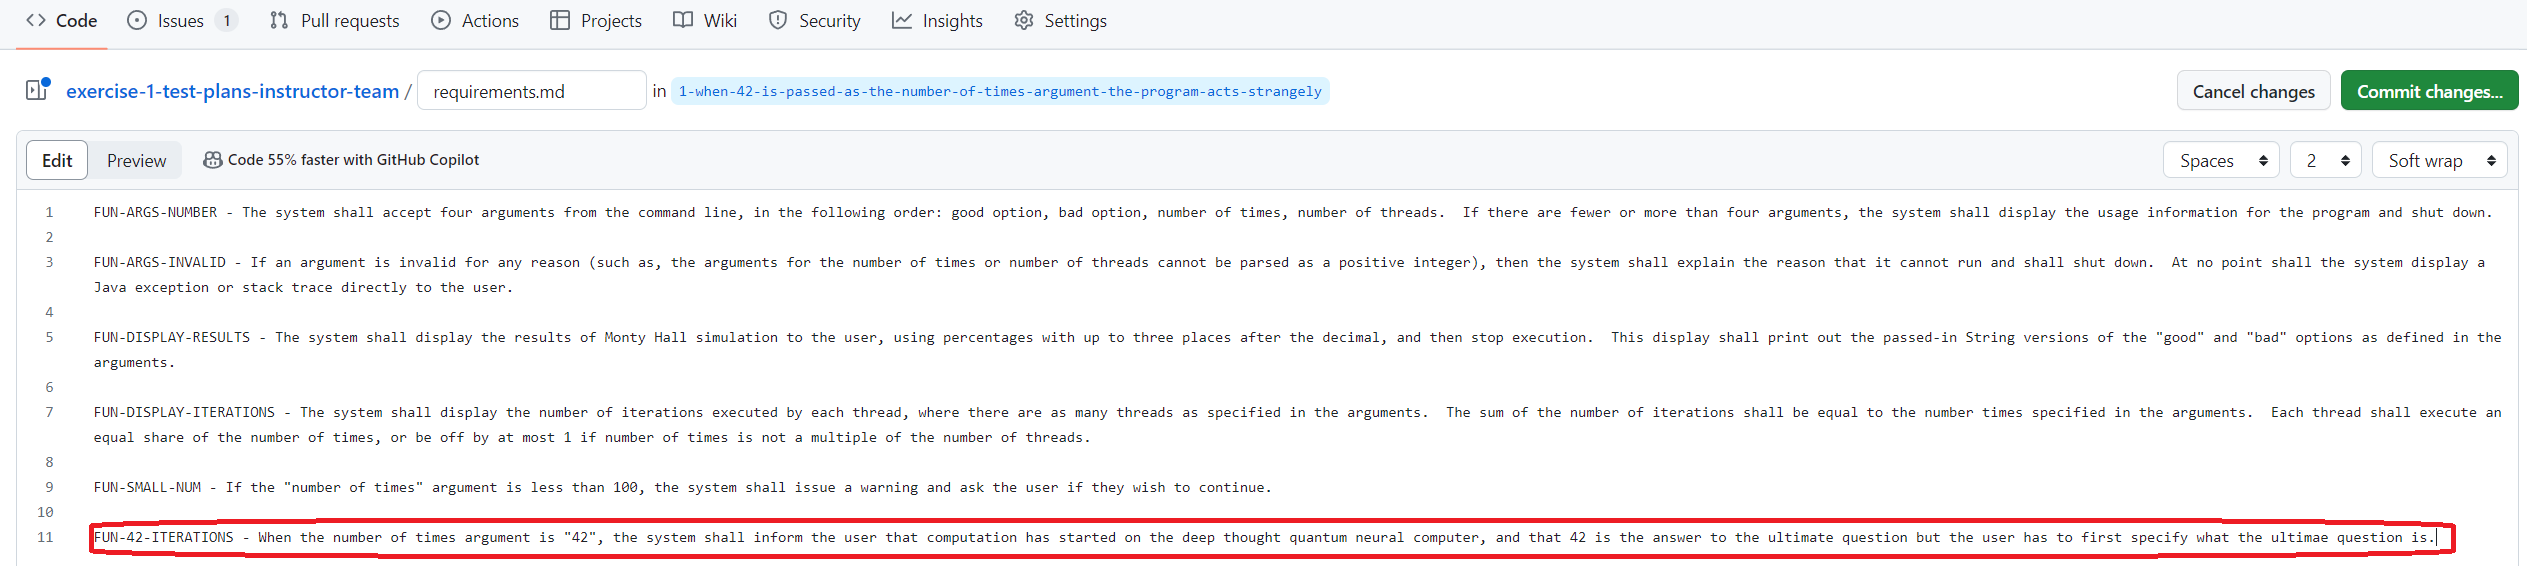 Code Issues 1 Pull requests Actions Projects Wiki Security Insights Settings
exercise-1-test-plans-instructor-team / requirements.md in 1-when-42-is-passed-as-the-number-of-times-argument-the-program-acts-strangely Cancel changes Commit changes...
Edit Preview Code 55% faster with GitHub Copilot Spaces 2 Soft wrap
1 FUN-ARGS-NUMBER - The system shall accept four arguments from the command line, in the following order: good option, bad option, number of times, number of threads.  If there are fewer or more than four arguments, the system shall display the usage information for the program and shut down.
2
3 FUN-ARGS-INVALID - If an argument is invalid for any reason (such as, the arguments for the number of times or number of threads cannot be parsed as a positive integer), then the system shall explain the reason that it cannot run and shall shut down.  At no point shall the system display a
Java exception or stack trace directly to the user.
4
5 FUN-DISPLAY-RESULTS - The system shall display the results of Monty Hall simulation to the user, using percentages with up to three places after the decimal, and then stop execution.  This display shall print out the passed-in String versions of the "good" and "bad" options as defined in the
arguments.
6
7 FUN-DISPLAY-ITERATIONS - The system shall display the number of iterations executed by each thread, where there are as many threads as specified in the arguments.  The sum of the number of iterations shall be equal to the number times specified in the arguments.  Each thread shall execute an
equal share of the number of times, or be off by at most 1 if number of times is not a multiple of the number of threads.
8
9 FUN-SMALL-NUM - If the "number of times" argument is less than 100, the system shall issue a warning and ask the user if they wish to continue.
10
11 FUN-42-ITERATIONS - When the number of times argument is "42", the system shall inform the user that computation has started on the deep thought quantum neural computer, and that 42 is the answer to the ultimate question but the user has to first specify what the ultimae question is.